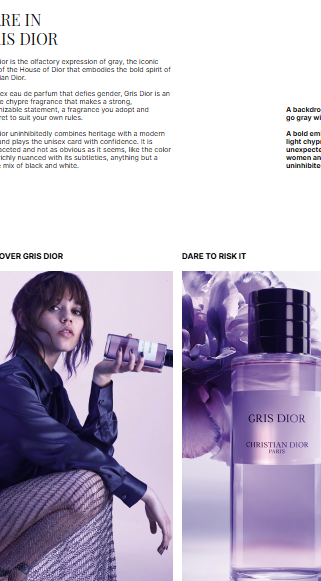 RE IN
IS DIOR
ior is the olfactory expression of gray, the iconic
of the House of Dior that embodies the bold spirit of
ian Dior.
ex eau de parfum that defies gender, Gris Dior is an
e chypre fragrance that makes a strong,
nizable statement, a fragrance you adopt and
ret to suit your own rules.
ior uninhibitedly combines heritage with a modern
and plays the unisex card with confidence. It is
aceted and not as obvious as it seems, like the color
richly nuanced with its subtleties, anything but a
e mix of black and white.
A backdro
go gray wi
A bold em
light chypr
unexpecte
women an
uninhibite
OVER GRIS DIOR
DARE TO RISK IT
GRIS DIOR
CHRISTIAN DIOR
PARIS